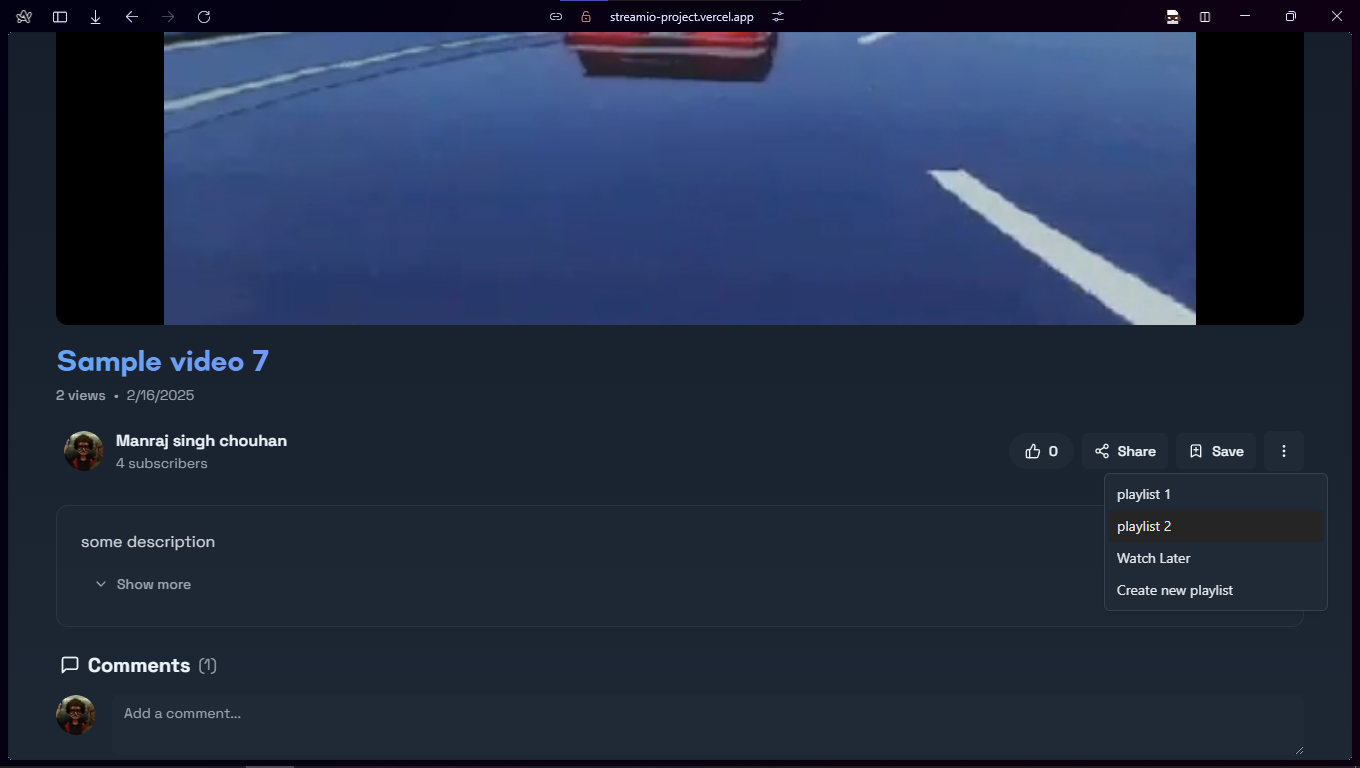 streamio-project.vercel.app
Sample video 7
2 views • 2/16/2025
Manraj singh chouhan
4 subscribers
0
Share
Save
playlist 1
playlist 2
Watch Later
Create new playlist
some description
Show more
Comments (1)
Add a comment...